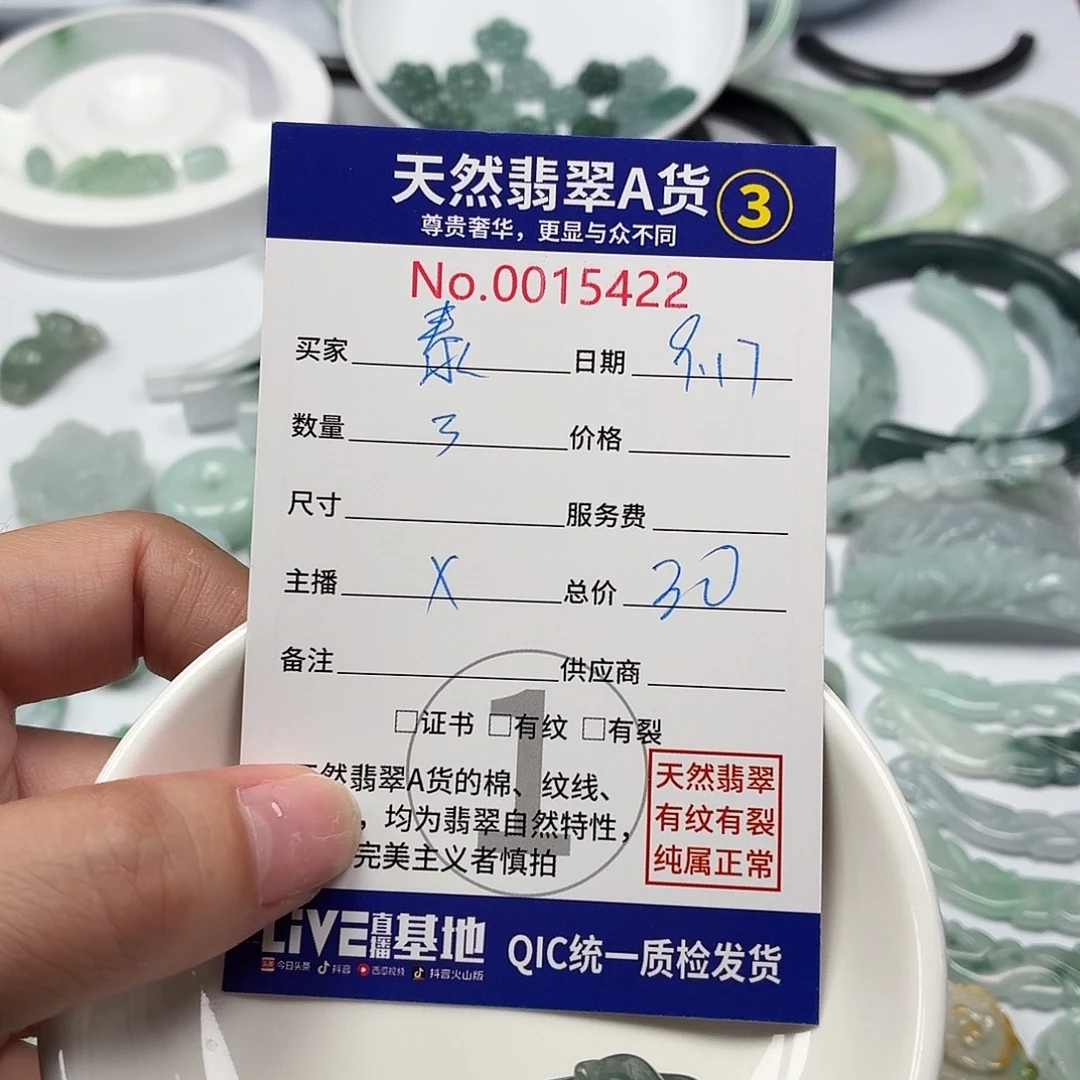 天然翡翠A货 3
尊贵奢华，更显与众不同
No.0015422
买家 泰 日期 9.17
数量 3 价格
尺寸 服务费
主播 X 总价 30
备注 供应商
1
□证书 □有纹 □有裂
然翡翠A货的棉、纹线、
，均为翡翠自然特性，
完美主义者慎拍
天然翡翠
有纹有裂
纯属正常
LIVE直播基地 QIC统一质检发货
今日头条 抖音 西瓜视频 抖音火山版